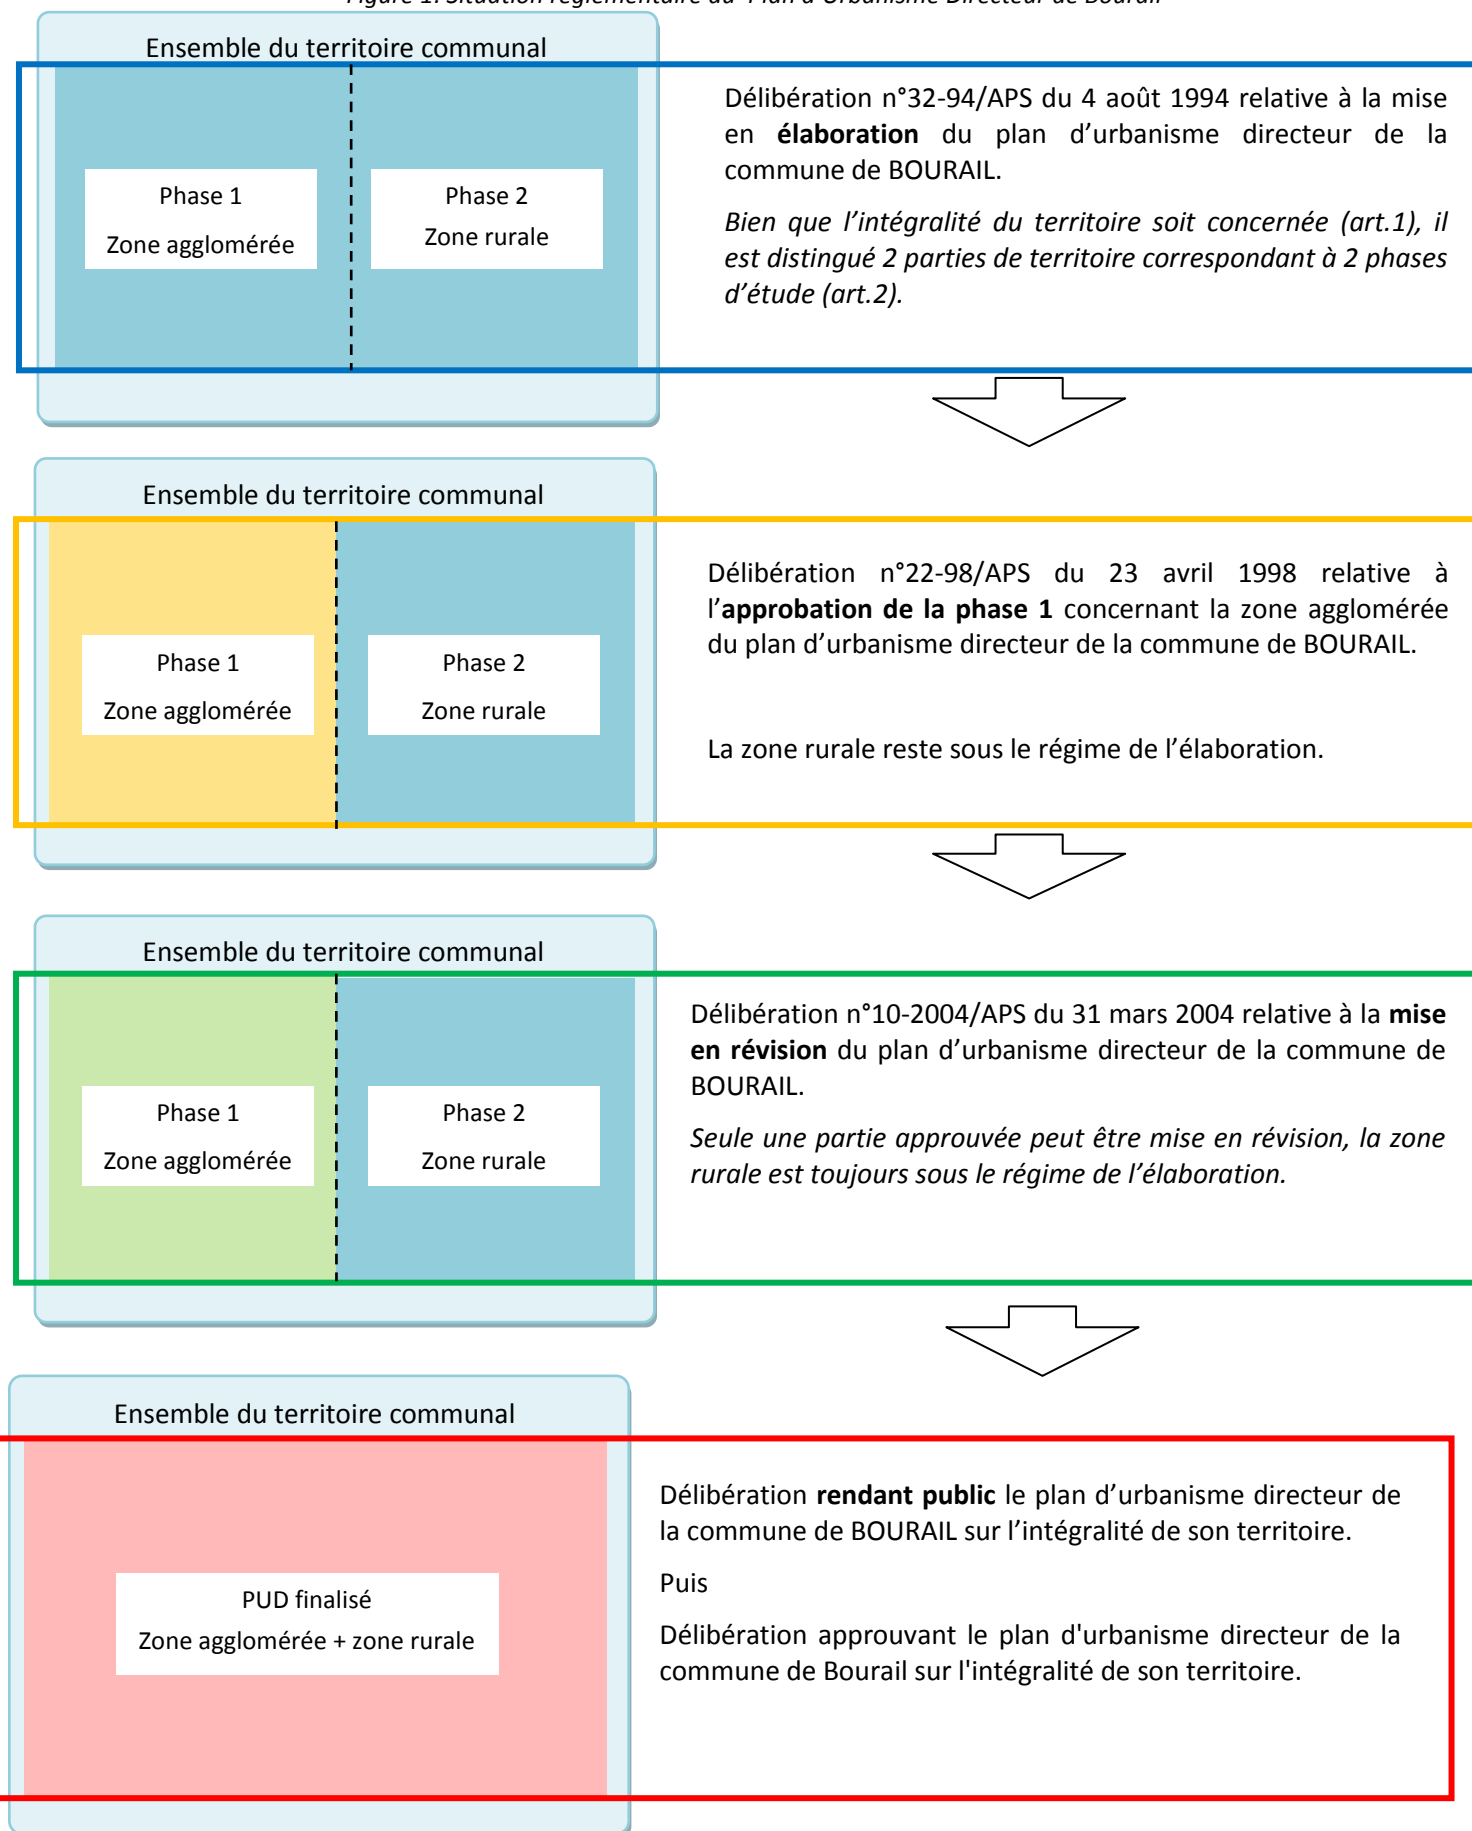 Figure 1: Situation réglementaire du Plan d'Urbanisme Directeur de Bourail
Ensemble du territoire communal
Phase 1
Zone agglomérée
Phase 2
Zone rurale
Délibération n°32-94/APS du 4 août 1994 relative à la mise
en élaboration du plan d’urbanisme directeur de la
commune de BOURAIL.
Bien que l’intégralité du territoire soit concernée (art.1), il
est distingué 2 parties de territoire correspondant à 2 phases
d’étude (art.2).
Ensemble du territoire communal
Phase 1
Zone agglomérée
Phase 2
Zone rurale
Délibération n°22-98/APS du 23 avril 1998 relative à
l’approbation de la phase 1 concernant la zone agglomérée
du plan d’urbanisme directeur de la commune de BOURAIL.
La zone rurale reste sous le régime de l’élaboration.
Ensemble du territoire communal
Phase 1
Zone agglomérée
Phase 2
Zone rurale
Délibération n°10-2004/APS du 31 mars 2004 relative à la mise
en révision du plan d’urbanisme directeur de la commune de
BOURAIL.
Seule une partie approuvée peut être mise en révision, la zone
rurale est toujours sous le régime de l’élaboration.
Ensemble du territoire communal
PUD finalisé
Zone agglomérée + zone rurale
Délibération rendant public le plan d’urbanisme directeur de
la commune de BOURAIL sur l’intégralité de son territoire.
Puis
Délibération approuvant le plan d'urbanisme directeur de la
commune de Bourail sur l'intégralité de son territoire.